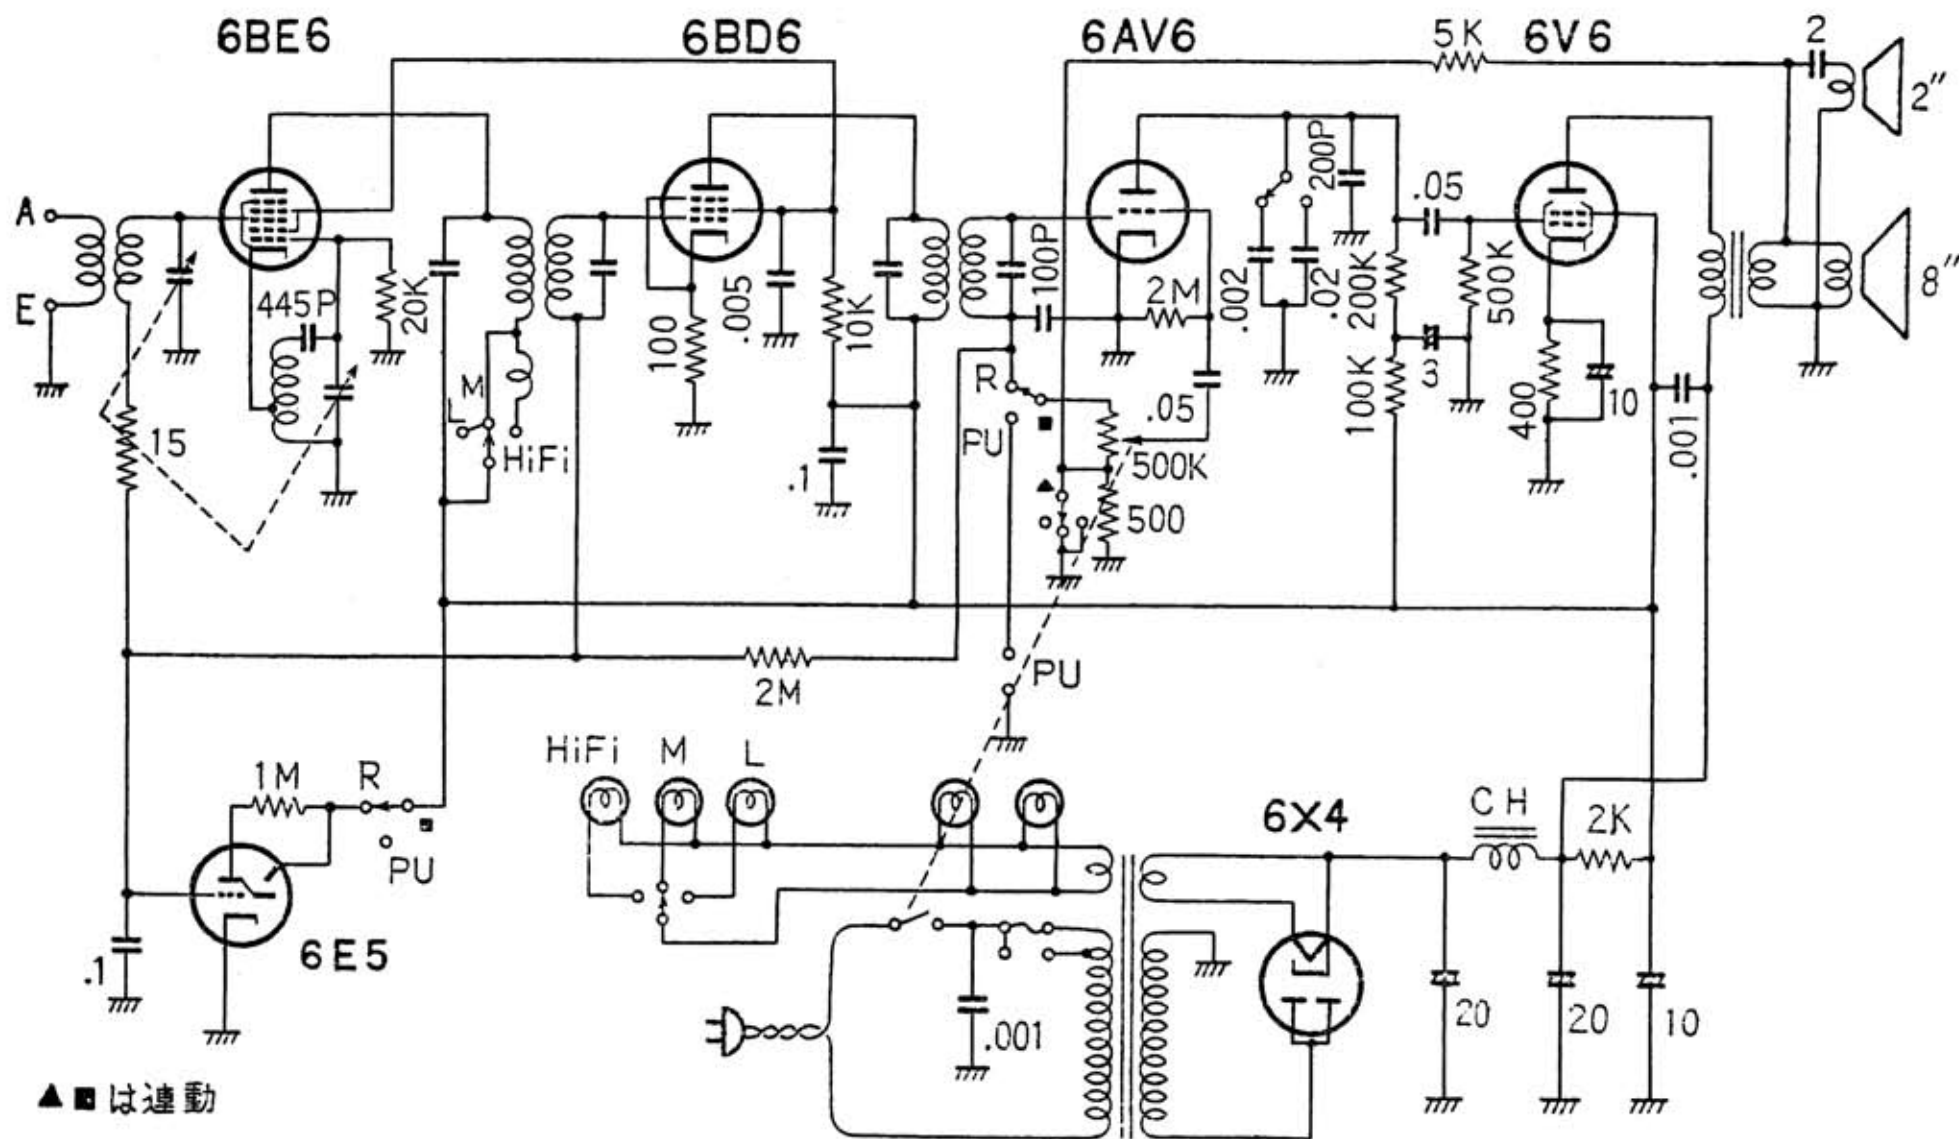 6BE6
6BD6
6AV6
6V6
5K
2
2″
A
E
445P
20K
100
.005
10K
100P
2M
.002
.02
200P
200K
.05
500K
8″
15
L
M
HiFi
.1
R
PU
■
.05
500K
▲
500
100K
3
400
10
.001
2M
PU
HiFi
M
L
1M
R
■
PU
6E5
.1
6X4
CH
2K
.001
20
20
10
▲■は連動